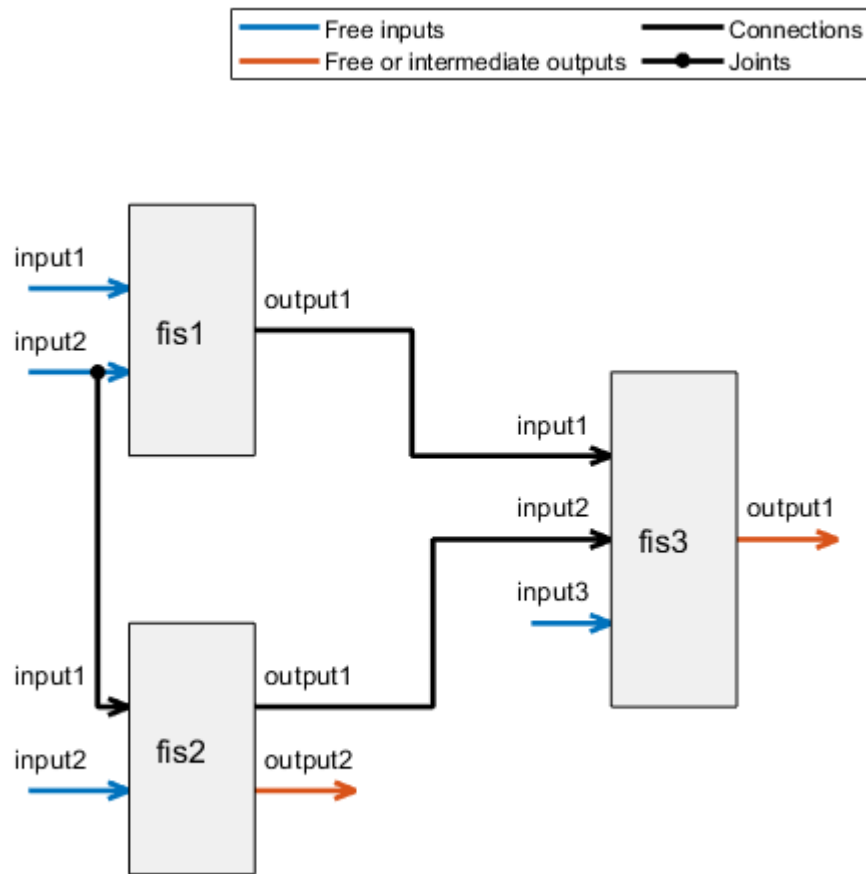 Free inputs
Connections
Free or intermediate outputs
Joints
input1
fis1
output1
input2
input1
input2
fis3
output1
input3
input1
output1
fis2
input2
output2